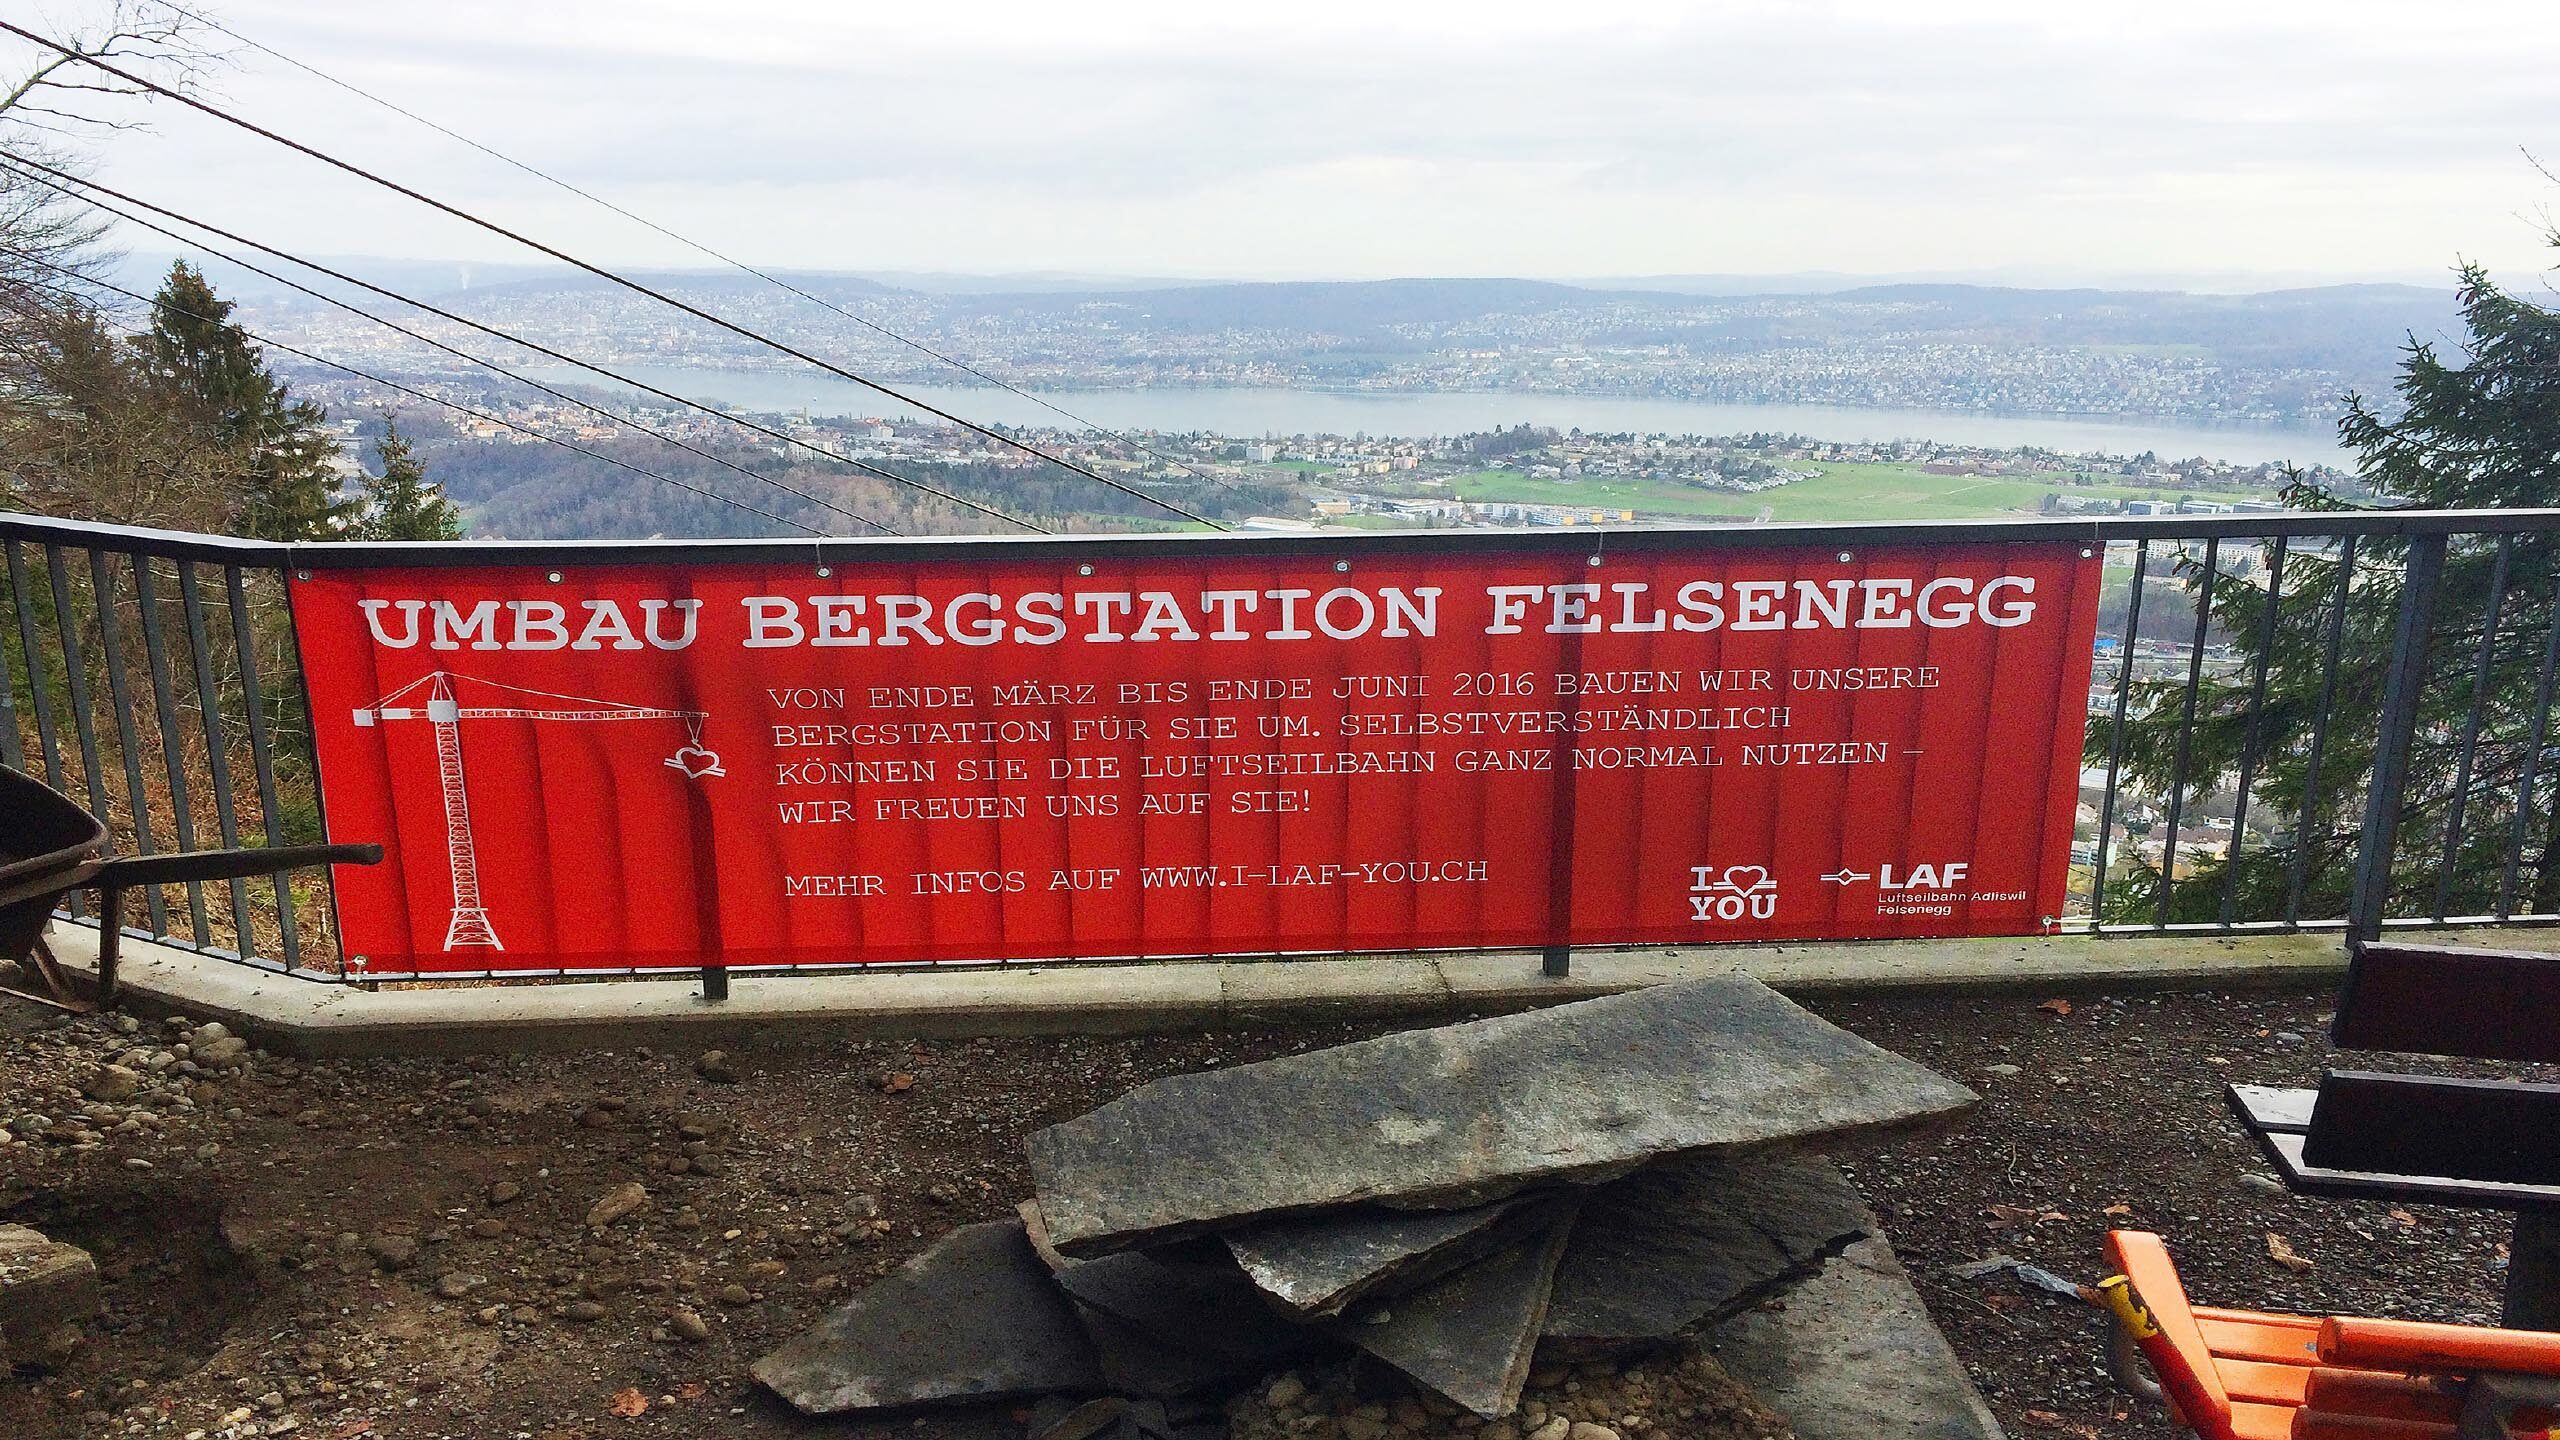 UMBAU BERGSTATION FELSENEGG
VON ENDE MÄRZ BIS ENDE JUNI 2016 BAUEN WIR UNSERE
BERGSTATION FÜR SIE UM. SELBSTVERSTÄNDLICH
KÖNNEN SIE DIE LUFTSEILBAHN GANZ NORMAL NUTZEN –
WIR FREUEN UNS AUF SIE!
MEHR INFOS AUF WWW.I-LAF-YOU.CH
I
YOU
LAF
Luftseilbahn Adliswil
Felsenegg